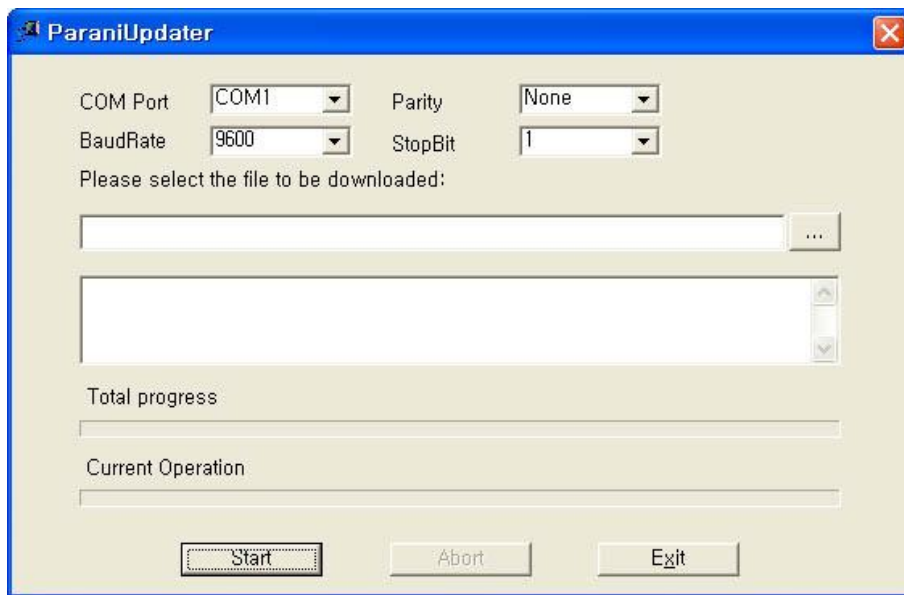 ParaniUpdater
COM Port COM1 Parity None
BaudRate 9600 StopBit 1
Please select the file to be downloaded:
...
Total progress
Current Operation
Start Abort Exit